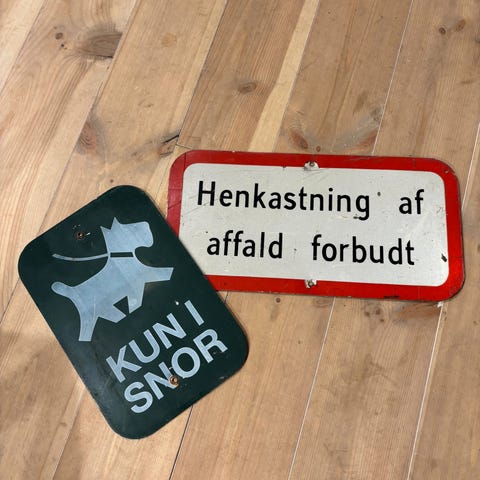 Henkastning af
affald forbudt
KUN I
SNOR